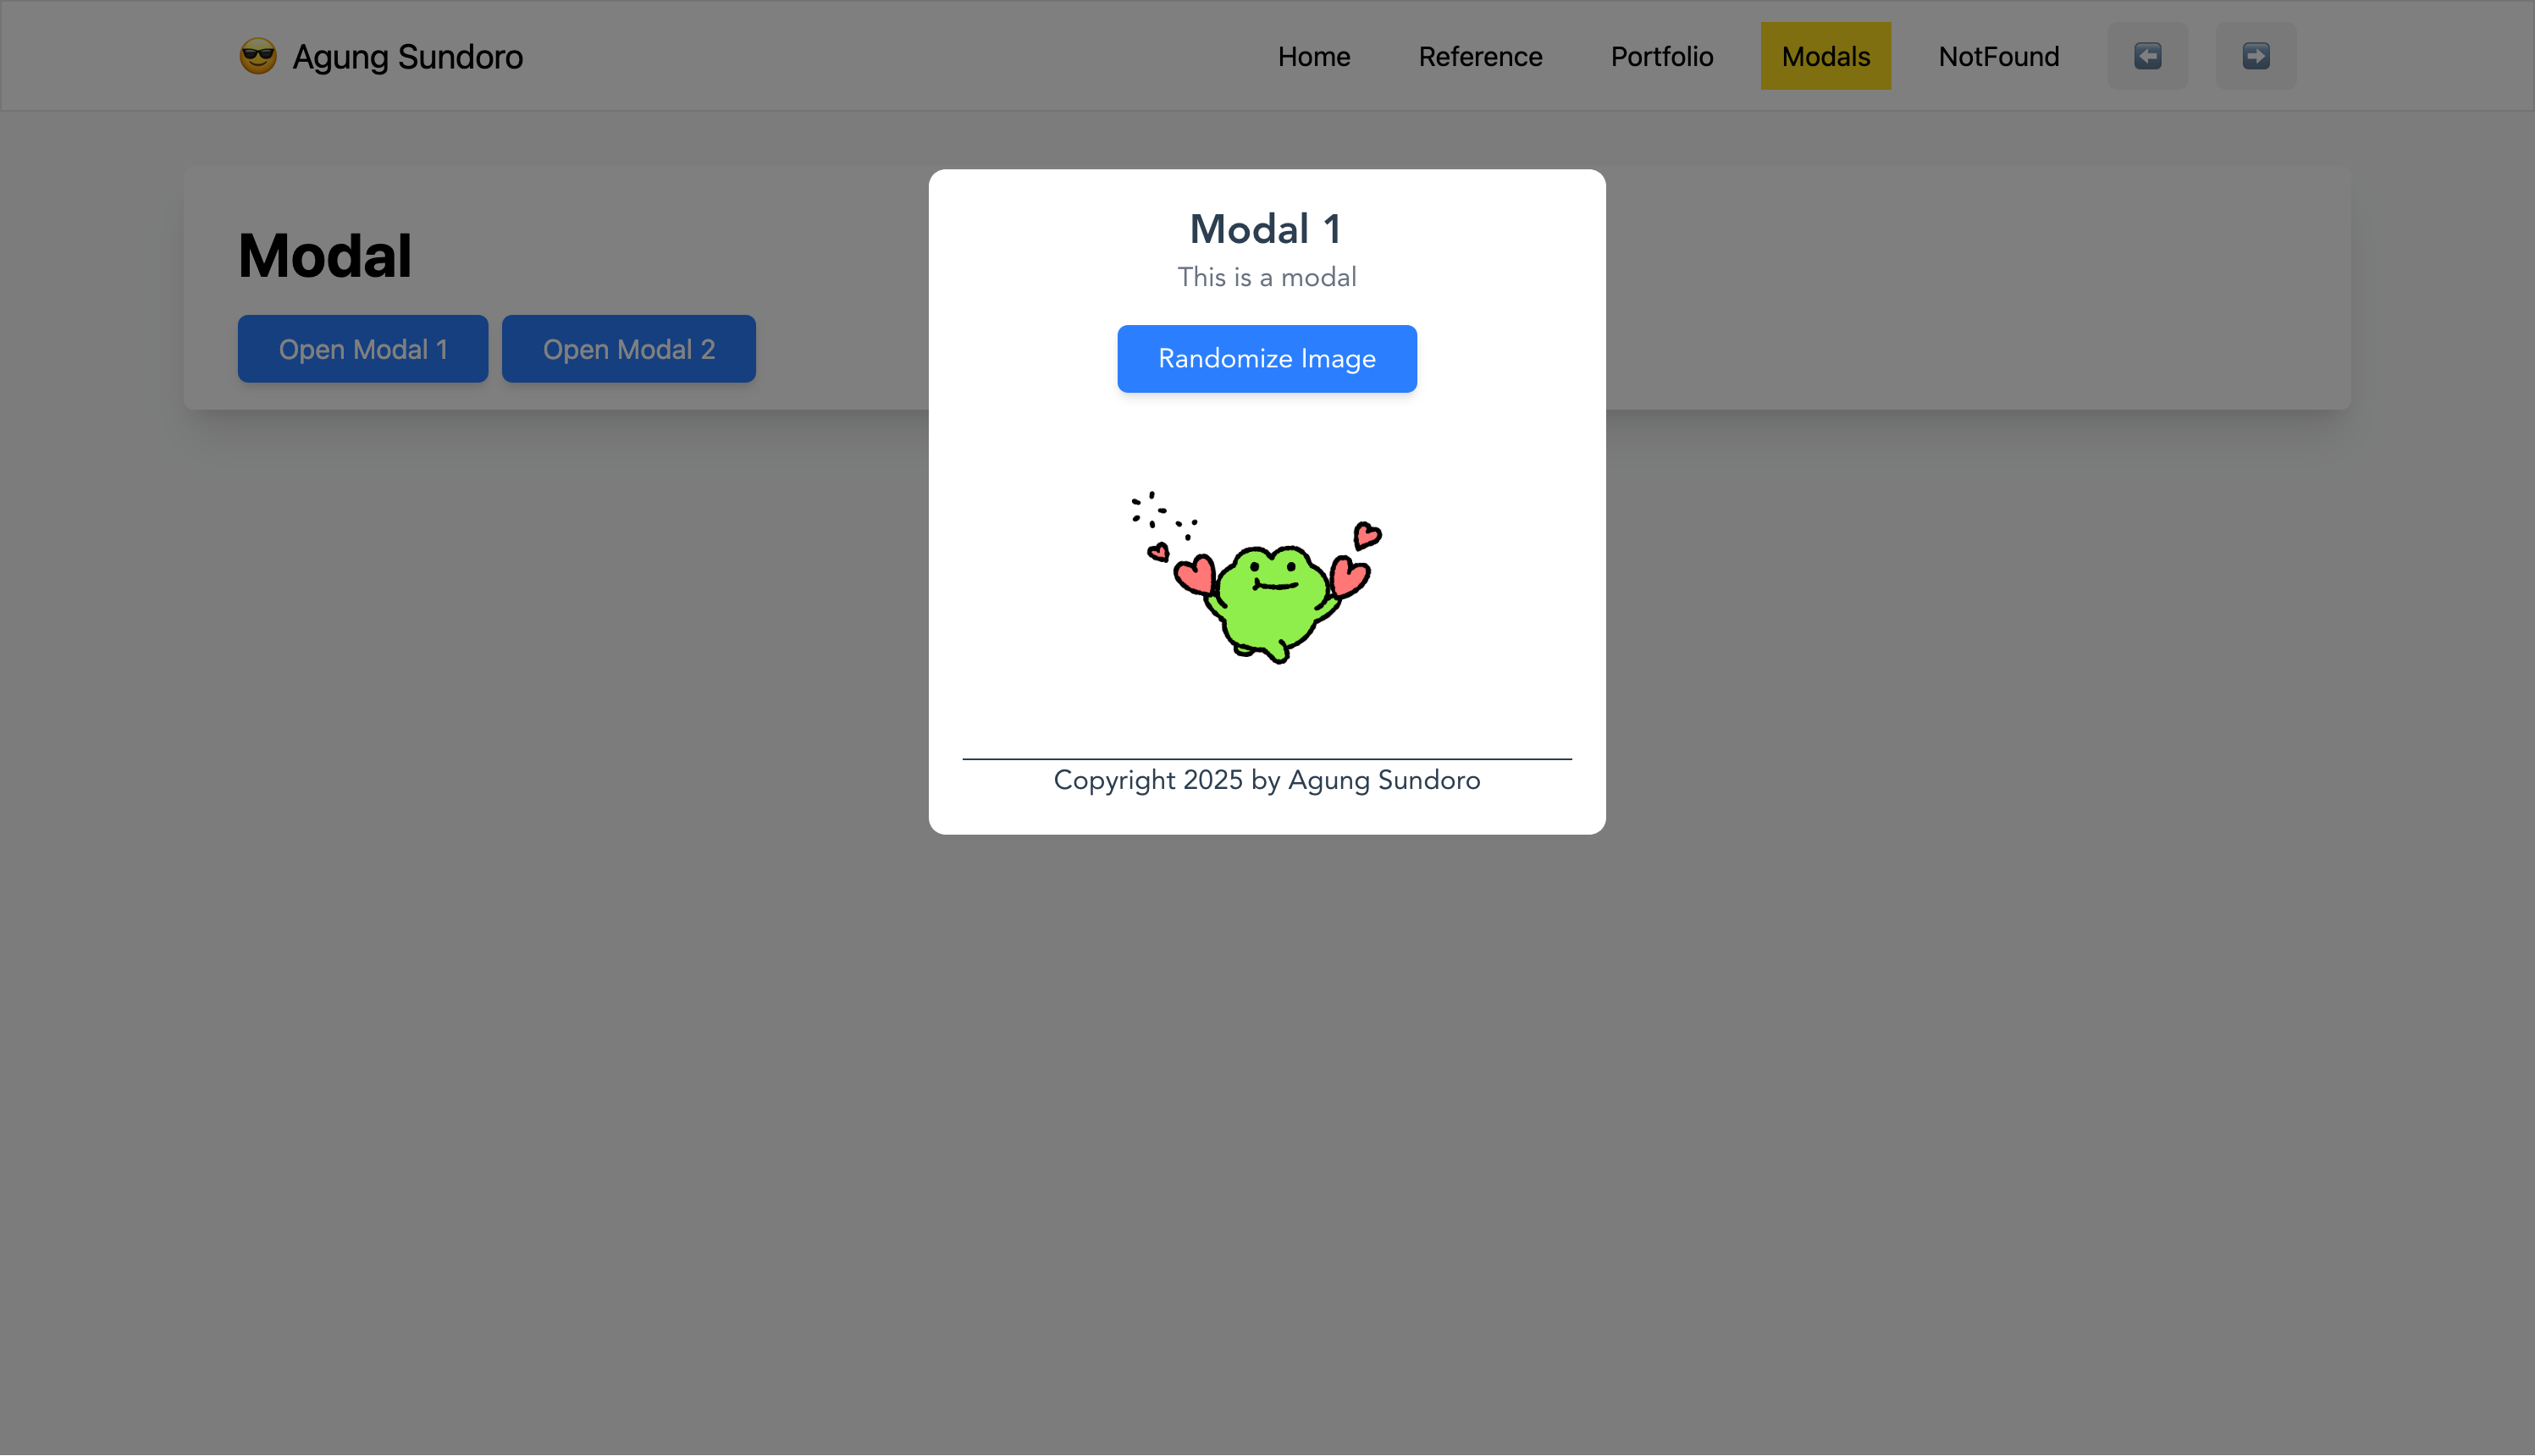 😎 Agung Sundoro
Home Reference Portfolio Modals NotFound ⬅️ ➡️
Modal
Open Modal 1 Open Modal 2
Modal 1
This is a modal
Randomize Image
Copyright 2025 by Agung Sundoro